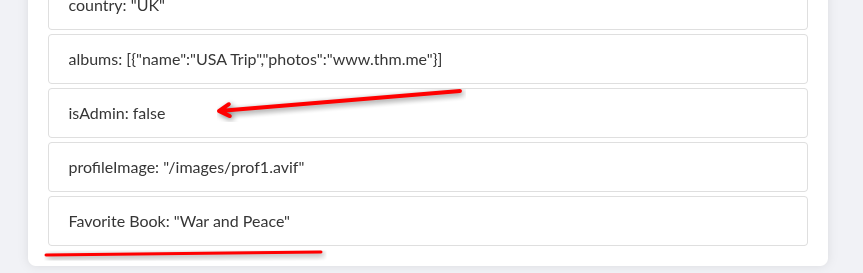 country: "UK"
albums: [{"name":"USA Trip","photos":"www.thm.me"}]
isAdmin: false
profileImage: "/images/prof1.avif"
Favorite Book: "War and Peace"